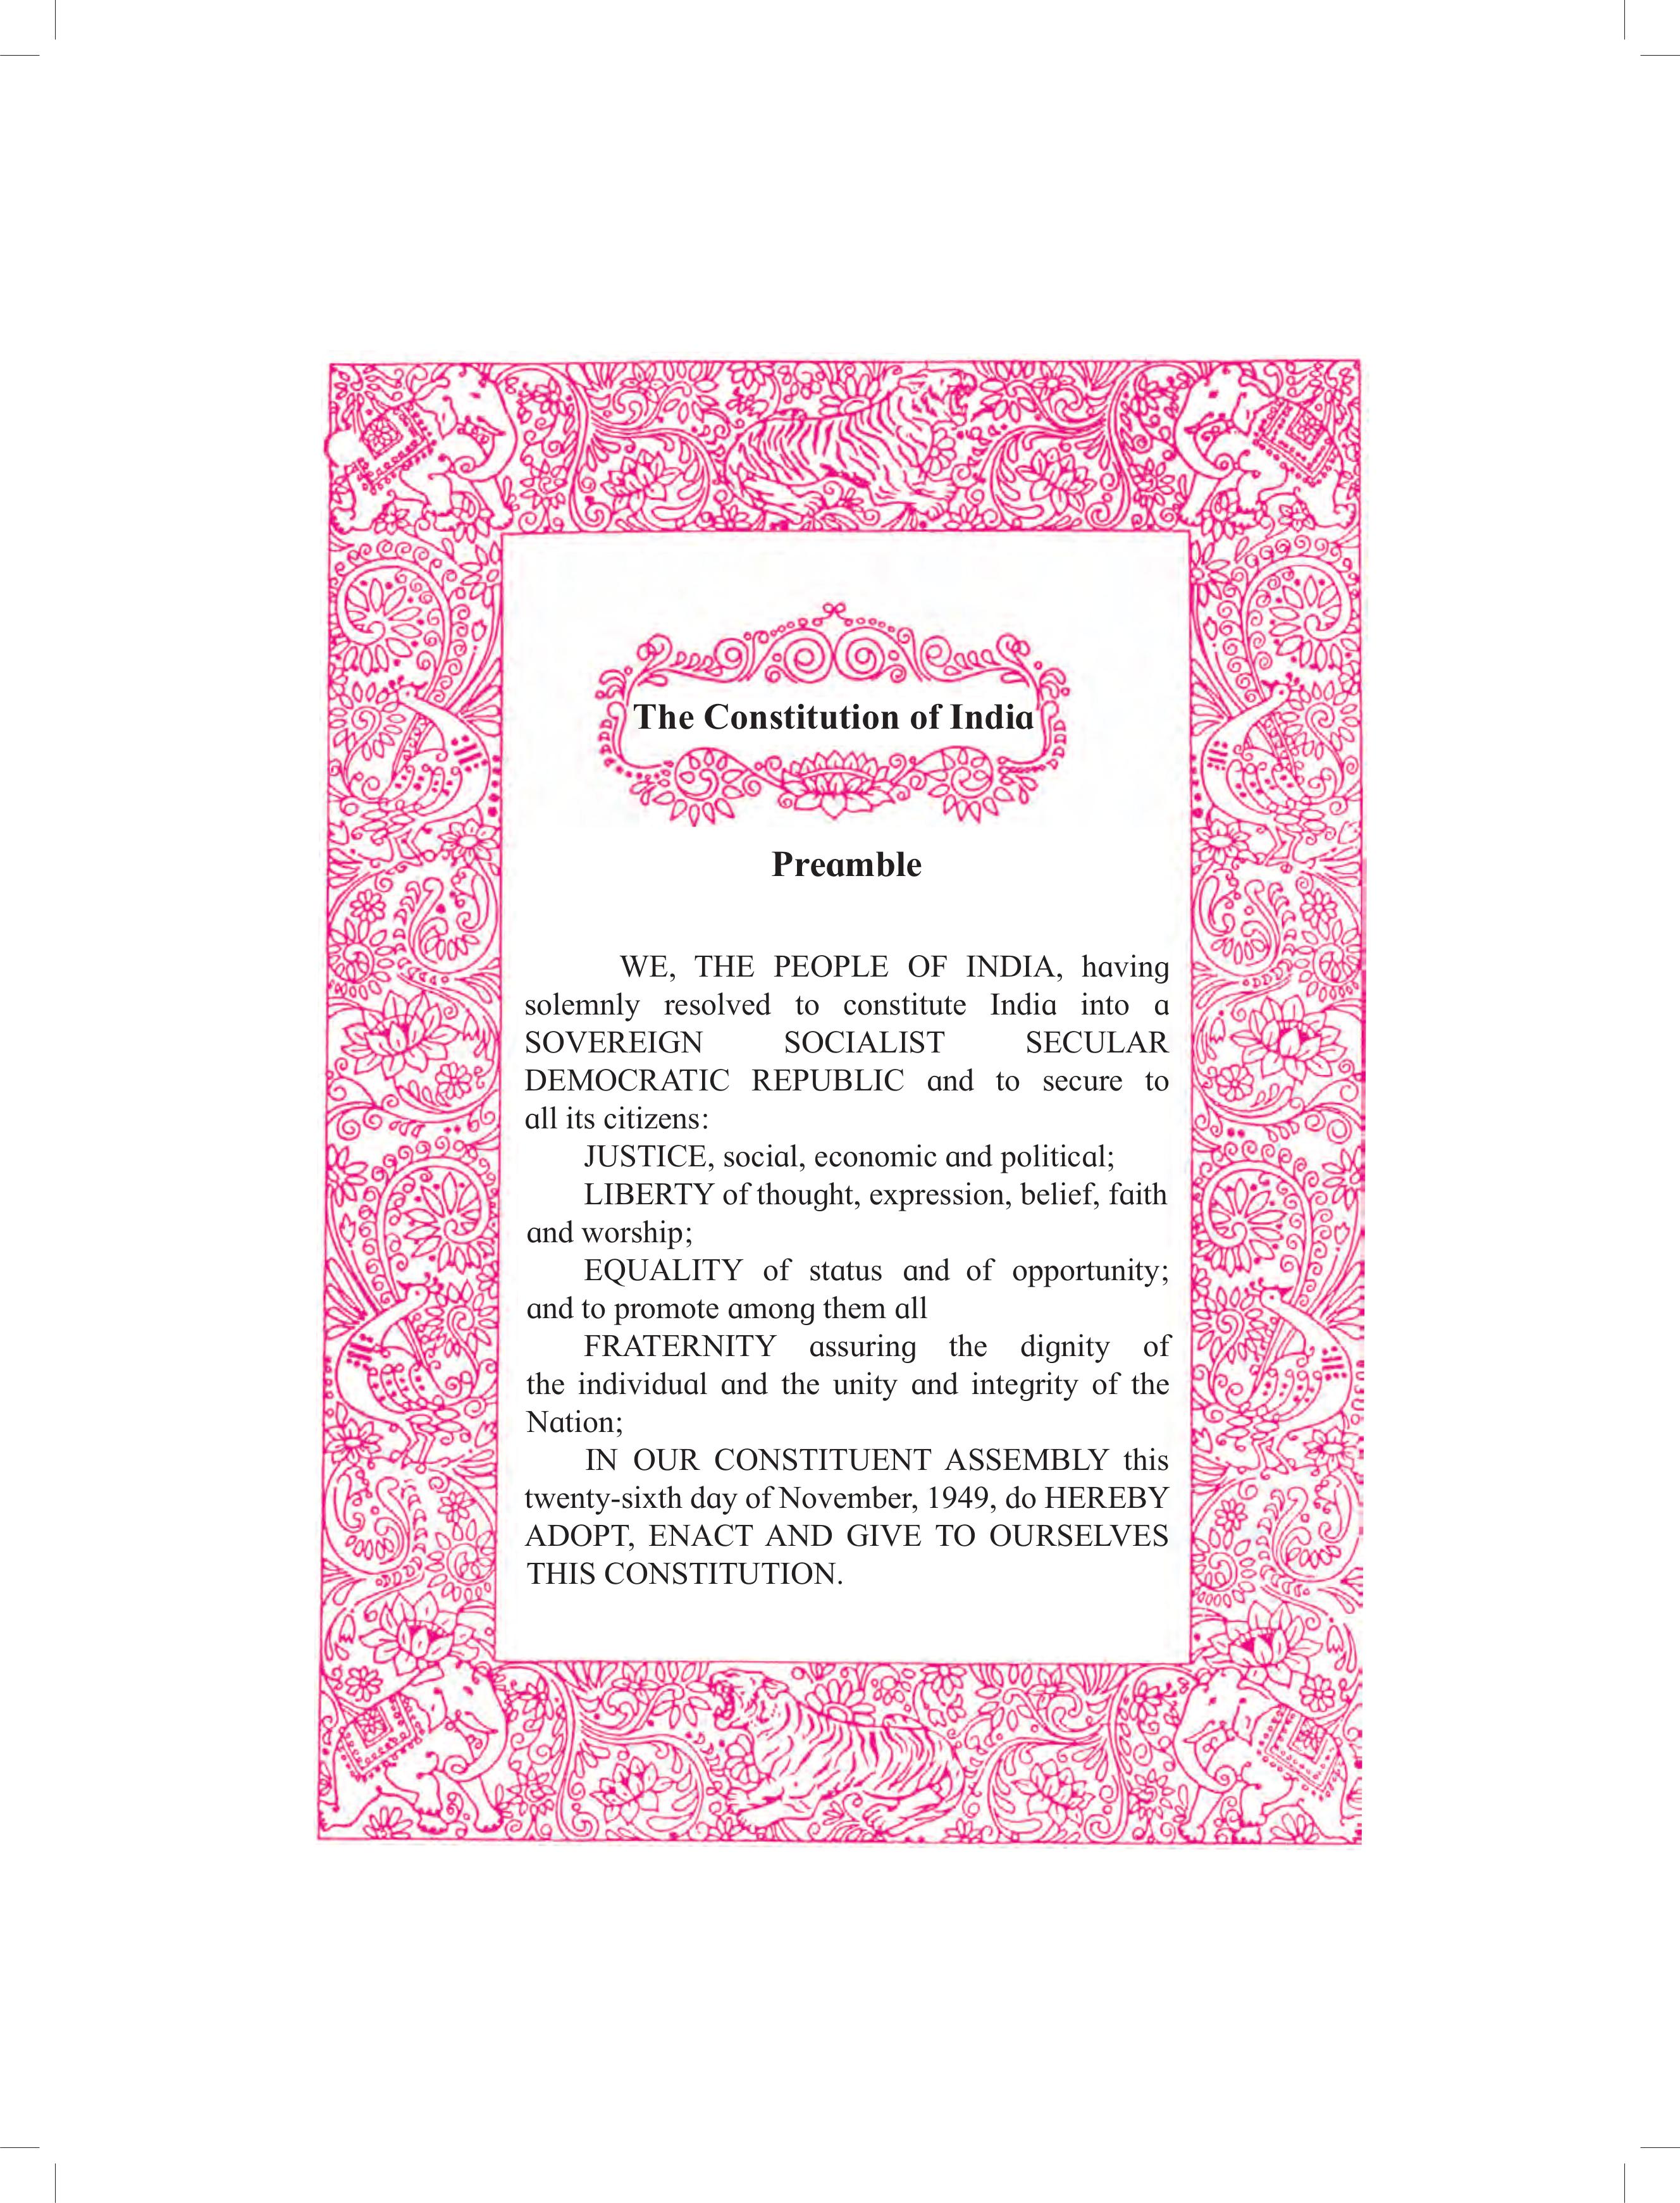 The Constitution of India
Preamble
WE, THE PEOPLE OF INDIA, having
solemnly resolved to constitute India into a
SOVEREIGN SOCIALIST SECULAR
DEMOCRATIC REPUBLIC and to secure to
all its citizens:
JUSTICE, social, economic and political;
LIBERTY of thought, expression, belief, faith
and worship;
EQUALITY of status and of opportunity;
and to promote among them all
FRATERNITY assuring the dignity of
the individual and the unity and integrity of the
Nation;
IN OUR CONSTITUENT ASSEMBLY this
twenty-sixth day of November, 1949, do HEREBY
ADOPT, ENACT AND GIVE TO OURSELVES
THIS CONSTITUTION.